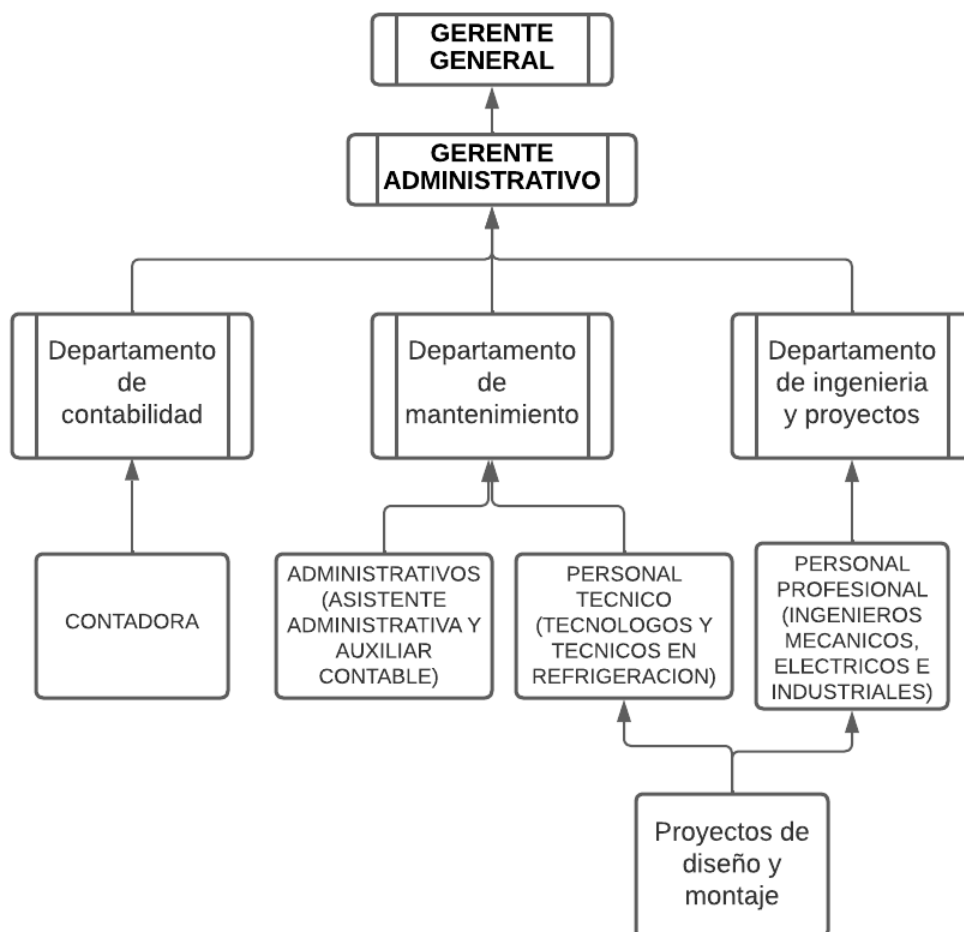 GERENTE
GENERAL
GERENTE
ADMINISTRATIVO
Departamento
de
contabilidad
Departamento
de
mantenimiento
Departamento
de ingenieria
y proyectos
CONTADORA
ADMINISTRATIVOS
(ASISTENTE
ADMINISTRATIVA Y
AUXILIAR
CONTABLE)
PERSONAL
TECNICO
(TECNOLOGOS Y
TECNICOS EN
REFRIGERACION)
PERSONAL
PROFESIONAL
(INGENIEROS
MECANICOS,
ELECTRICOS E
INDUSTRIALES)
Proyectos de
diseño y
montaje